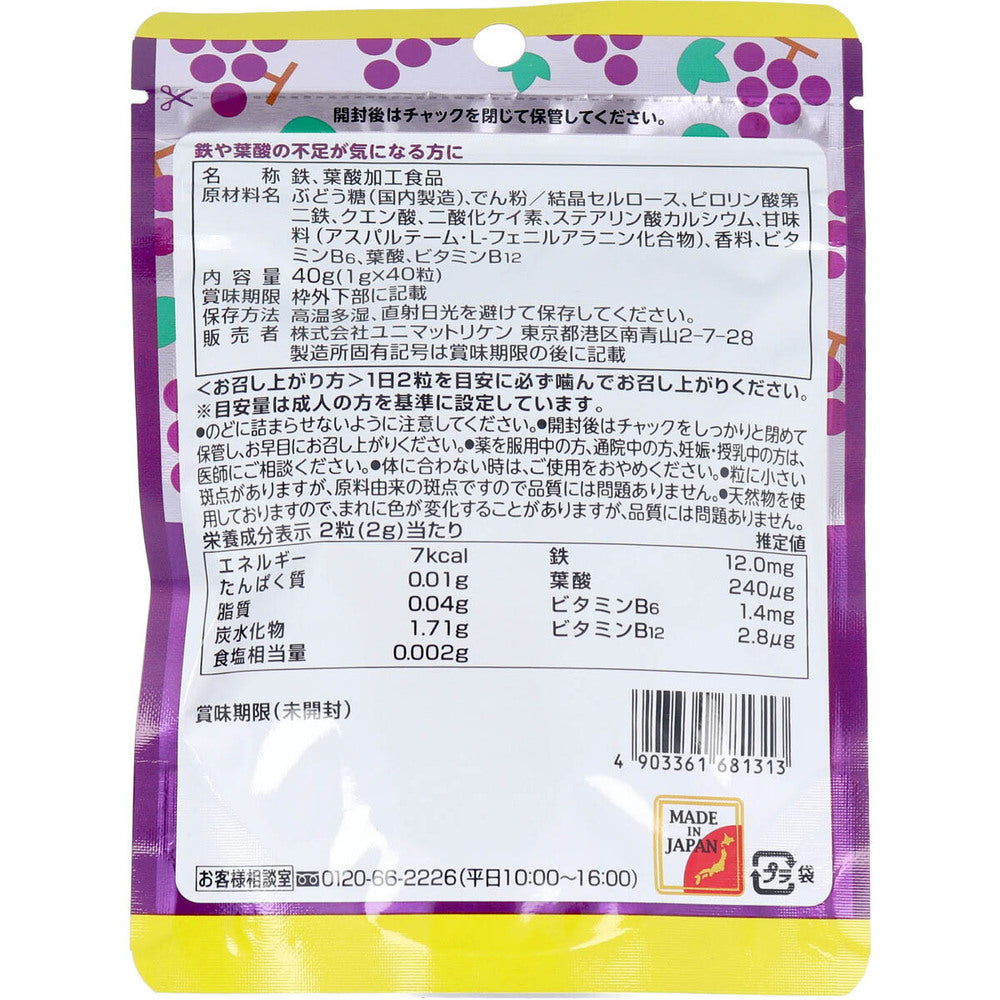 開封後はチャックを閉じて保管してください。
鉄や葉酸の不足が気になる方に
名称 鉄、葉酸加工食品
原材料名 ぶどう糖(国内製造)、でん粉/結晶セルロース、ピロリン酸第
二鉄、クエン酸、二酸化ケイ素、ステアリン酸カルシウム、甘味
料(アスパルテーム・L-フェニルアラニン化合物)、香料、ビタ
ミンB6、葉酸、ビタミンB12
内容量 40g(1g×40粒)
賞味期限 枠外下部に記載
保存方法 高温多湿、直射日光を避けて保存してください。
販売者 株式会社ユニマットリケン 東京都港区南青山2-7-28
製造所固有記号は賞味期限の後に記載
<お召し上がり方>1日2粒を目安に必ず噛んでお召し上がりください。
※目安量は成人の方を基準に設定しています。
●のどに詰まらせないように注意してください。●開封後はチャックをしっかりと閉めて
保管し、お早目にお召し上がりください。●薬を服用中の方、通院中の方、妊娠・授乳中の方は、
医師にご相談ください。●体に合わない時は、ご使用をおやめください。●粒に小さい
斑点がありますが、原料由来の斑点ですので品質には問題ありません。●天然物を使
用しておりますので、まれに色が変化することがありますが、品質には問題ありません。
栄養成分表示 2粒(2g)当たり 推定値
エネルギー 7kcal 鉄 12.0mg
たんぱく質 0.01g 葉酸 240μg
脂質 0.04g ビタミンB6 1.4mg
炭水化物 1.71g ビタミンB12 2.8μg
食塩相当量 0.002g
賞味期限(未開封)
4 903361 681313
MADE
IN
JAPAN
お客様相談室 0120-66-2226(平日10:00~16:00)
プラ 袋